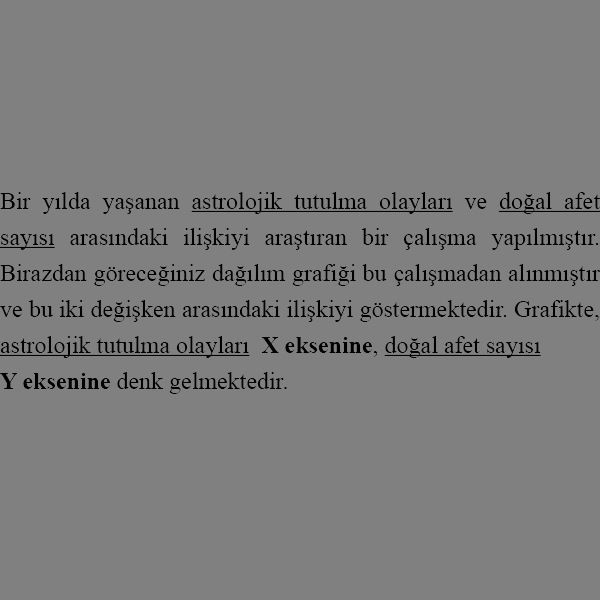 Bir yılda yaşanan astrolojik tutulma olayları ve doğal afet
sayısı arasındaki ilişkiyi araştıran bir çalışma yapılmıştır.
Birazdan göreceğiniz dağılım grafiği bu çalışmadan alınmıştır
ve bu iki değişken arasındaki ilişkiyi göstermektedir. Grafikte,
astrolojik tutulma olayları X eksenine, doğal afet sayısı
Y eksenine denk gelmektedir.